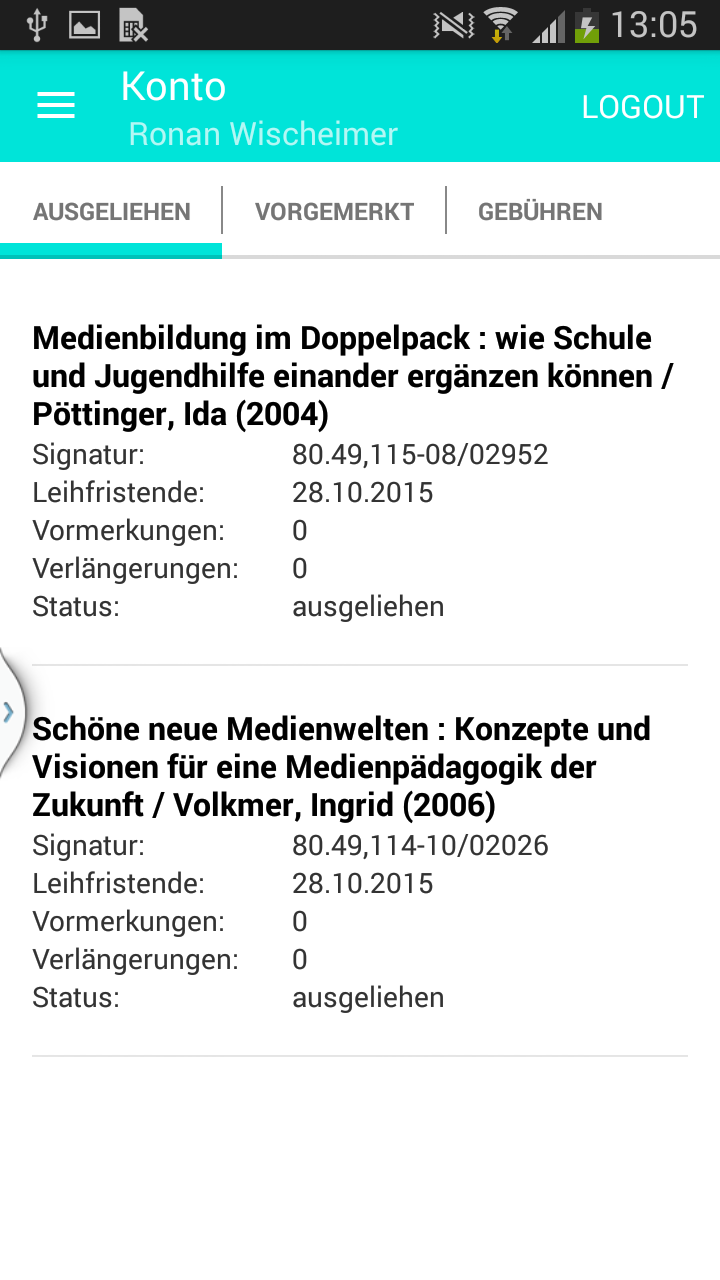 13:05
Konto
Ronan Wischeimer
LOGOUT
AUSGELIEHEN
VORGEMERKT
GEBÜHREN
Medienbildung im Doppelpack : wie Schule
und Jugendhilfe einander ergänzen können /
Pöttinger, Ida (2004)
Signatur: 80.49,115-08/02952
Leihfristende: 28.10.2015
Vormerkungen: 0
Verlängerungen: 0
Status: ausgeliehen
Schöne neue Medienwelten : Konzepte und
Visionen für eine Medienpädagogik der
Zukunft / Volkmer, Ingrid (2006)
Signatur: 80.49,114-10/02026
Leihfristende: 28.10.2015
Vormerkungen: 0
Verlängerungen: 0
Status: ausgeliehen